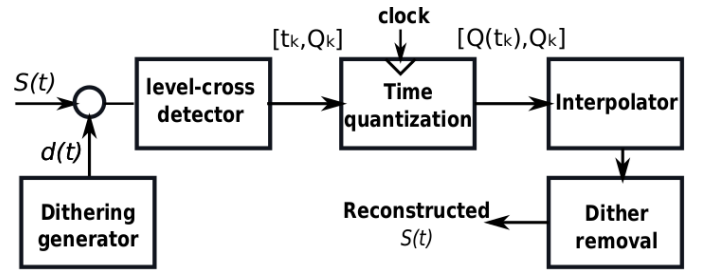 clock
[tk,Qk]
[Q(tk),Qk]
S(t)
level-cross
detector
Time
quantization
Interpolator
d(t)
Dithering
generator
Reconstructed
S(t)
Dither
removal